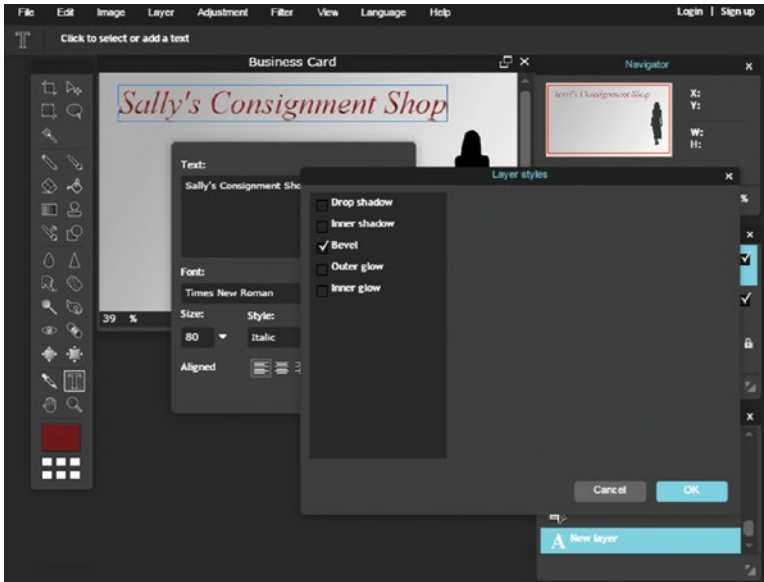 File Edit Image Layer Adjustment Filter View Language Help Login | Sign up
Click to select or add a text
Business Card
Sally's Consignment Shop
39 %
Text:
Sally's Consignment Sho
Font:
Times New Roman
Size: Style:
80 Italic
Aligned
Layer styles
Drop shadow
Inner shadow
Bevel
Outer glow
Inner glow
Cancel OK
Navigator
Consignment Shop
X:
Y:
W:
H:
%
A New layer